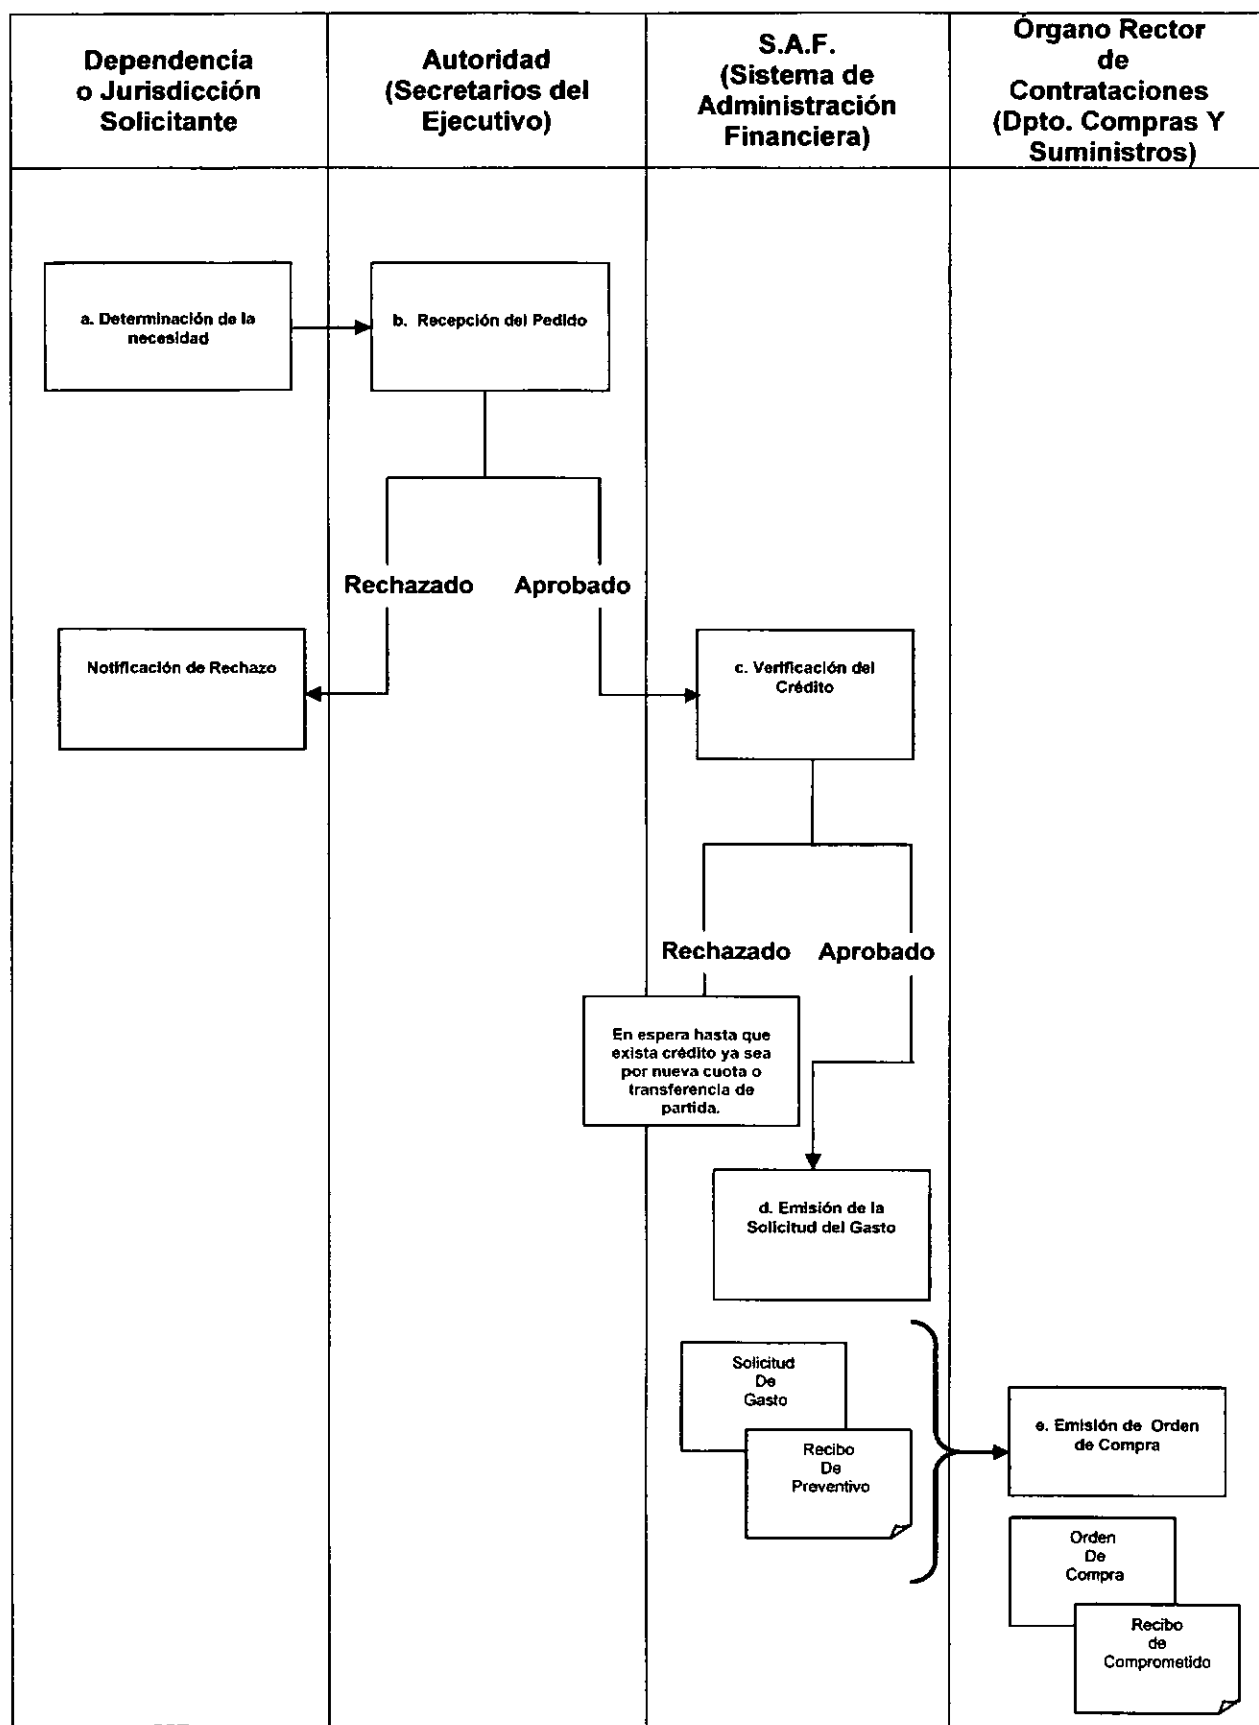 Dependencia
o Jurisdicción
Solicitante
Autoridad
(Secretarios del
Ejecutivo)
S.A.F.
(Sistema de
Administración
Financiera)
Órgano Rector
de
Contrataciones
(Dpto. Compras Y
Suministros)
a. Determinación de la
necesidad
b. Recepción del Pedido
Rechazado
Aprobado
Notificación de Rechazo
c. Verificación del
Crédito
Rechazado
Aprobado
En espera hasta que
exista crédito ya sea
por nueva cuota o
transferencia de
partida.
d. Emisión de la
Solicitud del Gasto
Solicitud
De
Gasto
Recibo
De
Preventivo
e. Emisión de Orden
de Compra
Orden
De
Compra
Recibo
de
Comprometido